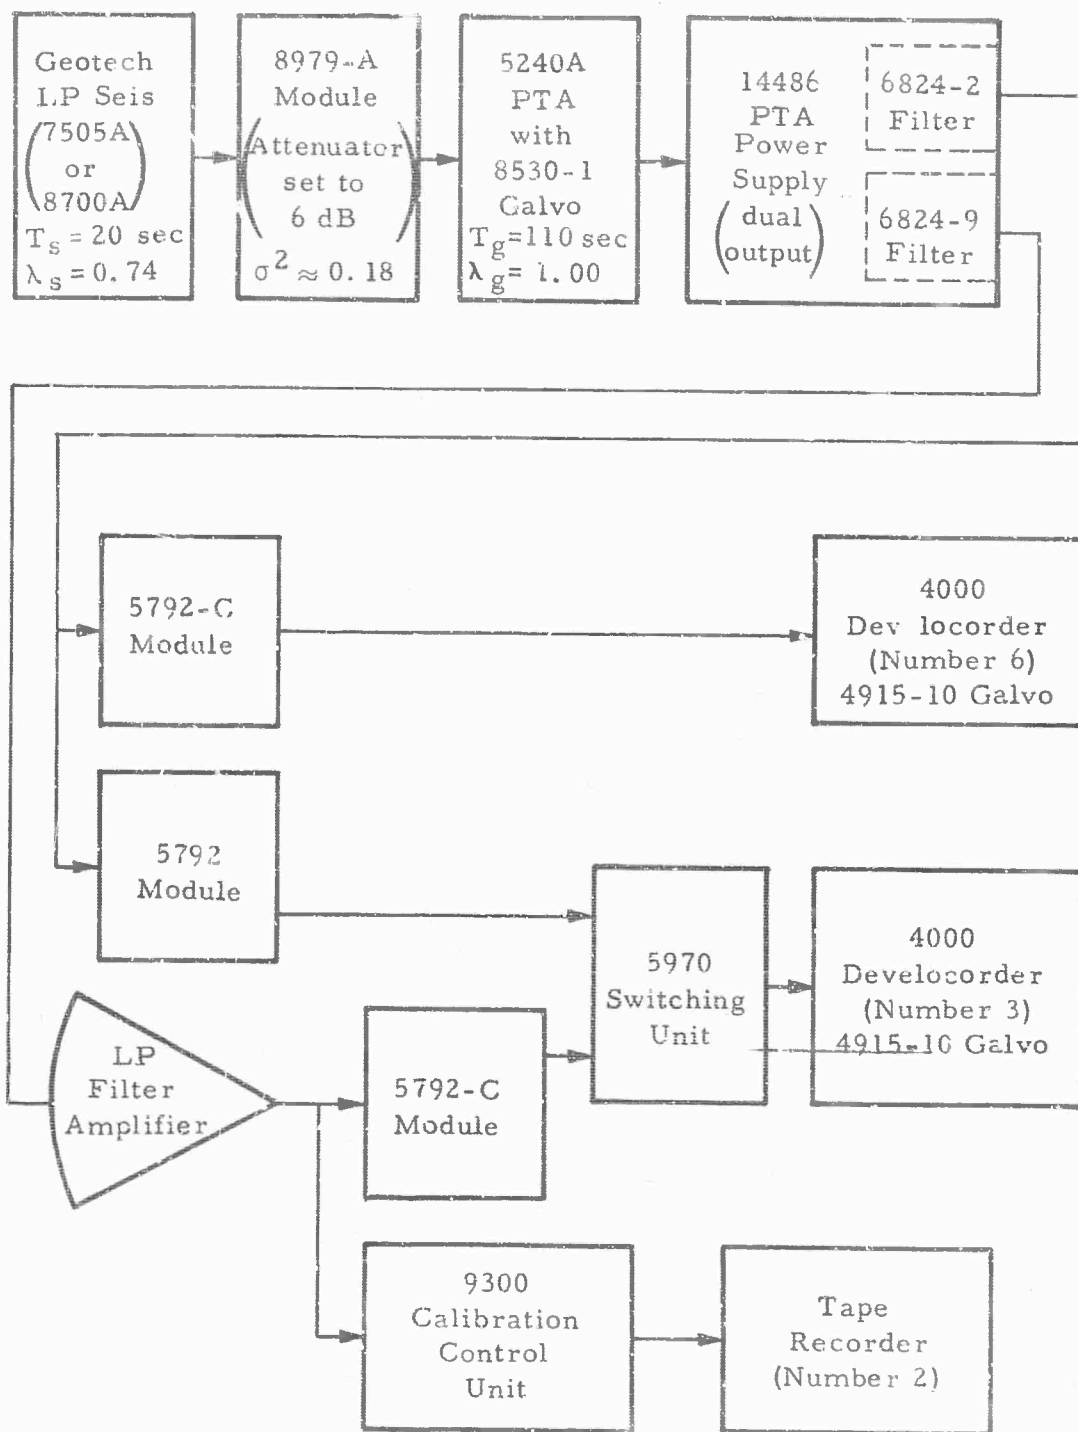 Geotech
LP Seis
(7505A
or
8700A)
T_s = 20 sec
λ_s = 0.74
8979-A
Module
(Attenuator
set to
6 dB)
σ² ≈ 0.18
5240A
PTA
with
8530-1
Galvo
T_g=110 sec
λ_g= 1.00
14486
PTA
Power
Supply
(dual
output)
6824-2
Filter
6824-9
Filter
5792-C
Module
4000
Dev locorder
(Number 6)
4915-10 Galvo
5792
Module
5970
Switching
Unit
4000
Develocorder
(Number 3)
4915-10 Galvo
LP
Filter
Amplifier
5792-C
Module
9300
Calibration
Control
Unit
Tape
Recorder
(Number 2)